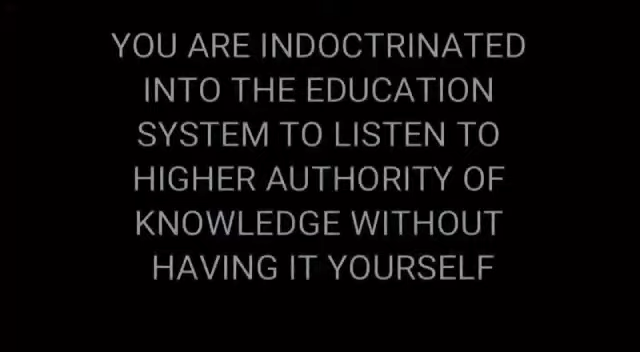 YOU ARE INDOCTRINATED
INTO THE EDUCATION
SYSTEM TO LISTEN TO
HIGHER AUTHORITY OF
KNOWLEDGE WITHOUT
HAVING IT YOURSELF